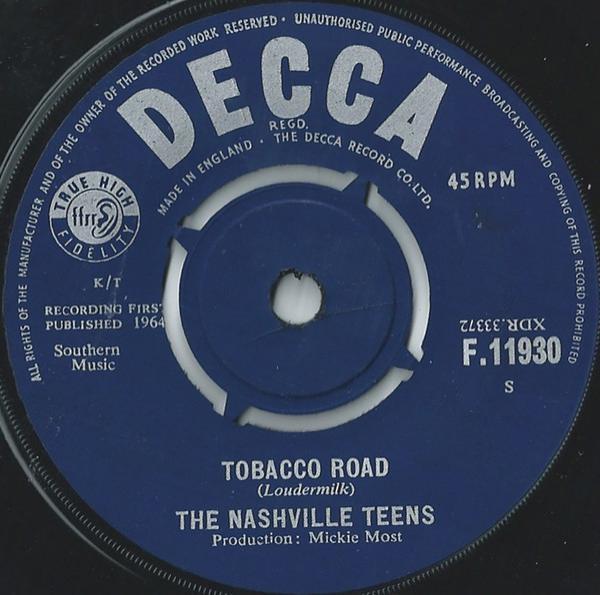 ALL RIGHTS OF THE MANUFACTURER AND OF THE OWNER OF THE RECORDED WORK RESERVED · UNAUTHORISED PUBLIC PERFORMANCE BROADCASTING AND COPYING OF THIS RECORD PROHIBITED
DECCA
REGD.
MADE IN ENGLAND · THE DECCA RECORD CO. LTD.
45 RPM
TRUE HIGH
ffrr
FIDELITY
K/T
RECORDING FIRST
PUBLISHED 1964
Southern
Music
XDR.33372
F.11930
S
TOBACCO ROAD
(Loudermilk)
THE NASHVILLE TEENS
Production: Mickie Most